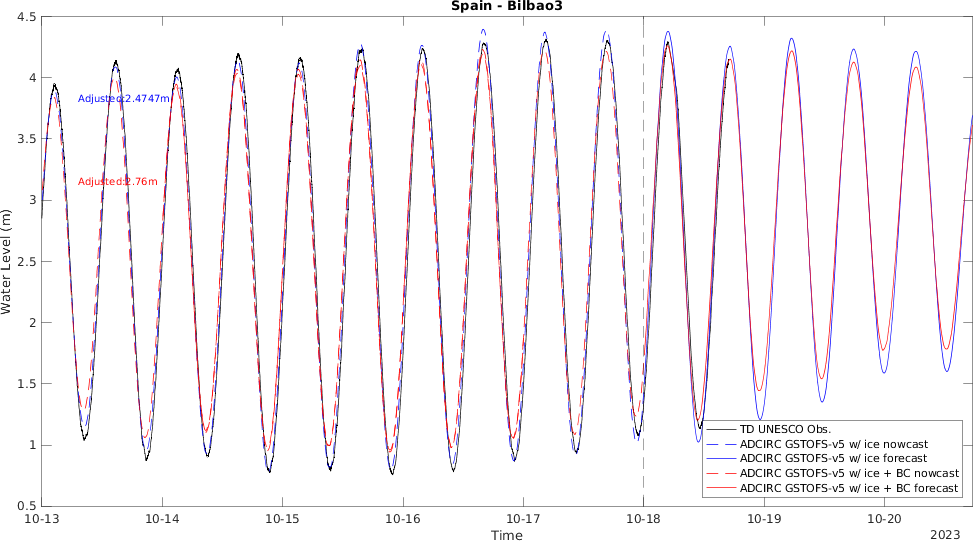 Spain - Bilbao3
4.5
4
3.5
3
2.5
2
1.5
1
0.5
Water Level (m)
Adjusted:2.4747m
Adjusted:2.76m
TD UNESCO Obs.
ADCIRC GSTOFS-v5 w/ ice nowcast
ADCIRC GSTOFS-v5 w/ ice forecast
ADCIRC GSTOFS-v5 w/ ice + BC nowcast
ADCIRC GSTOFS-v5 w/ ice + BC forecast
10-13 10-14 10-15 10-16 10-17 10-18 10-19 10-20
Time
2023